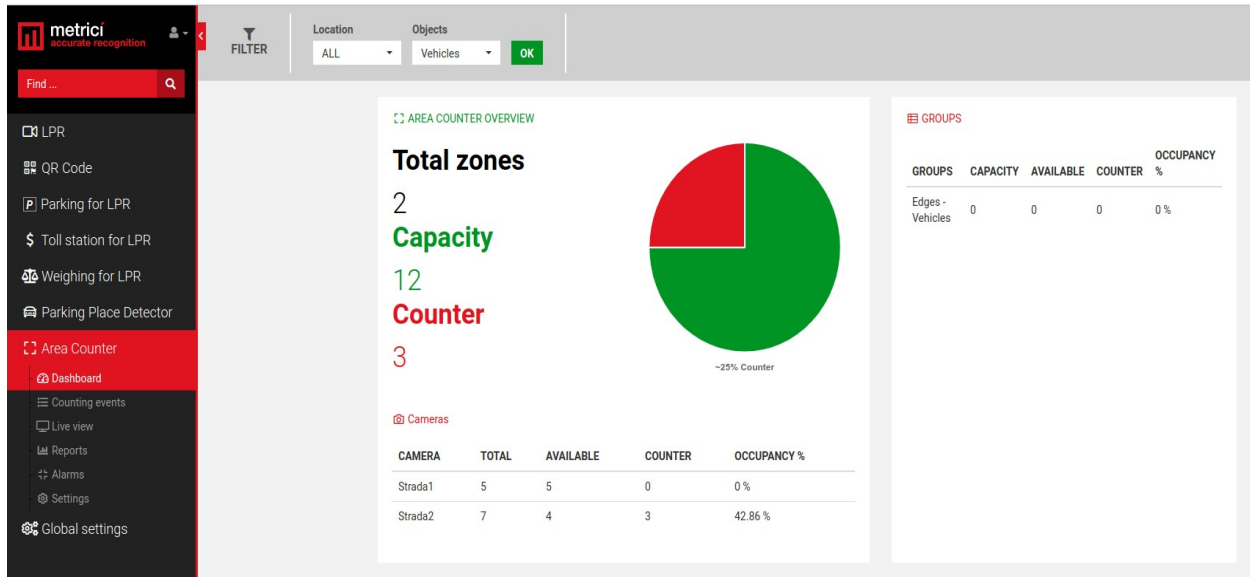 metrici
accurate recognition
Find ...
LPR
QR Code
P Parking for LPR
$ Toll station for LPR
Weighing for LPR
Parking Place Detector
Area Counter
Dashboard
Counting events
Live view
Reports
Alarms
Settings
Global settings
FILTER
Location Objects
ALL Vehicles OK
AREA COUNTER OVERVIEW
Total zones
2
Capacity
12
Counter
3
~25% Counter
Cameras
CAMERA TOTAL AVAILABLE COUNTER OCCUPANCY %
Strada1 5 5 0 0 %
Strada2 7 4 3 42.86 %
GROUPS
GROUPS CAPACITY AVAILABLE COUNTER OCCUPANCY %
Edges - Vehicles 0 0 0 0 %